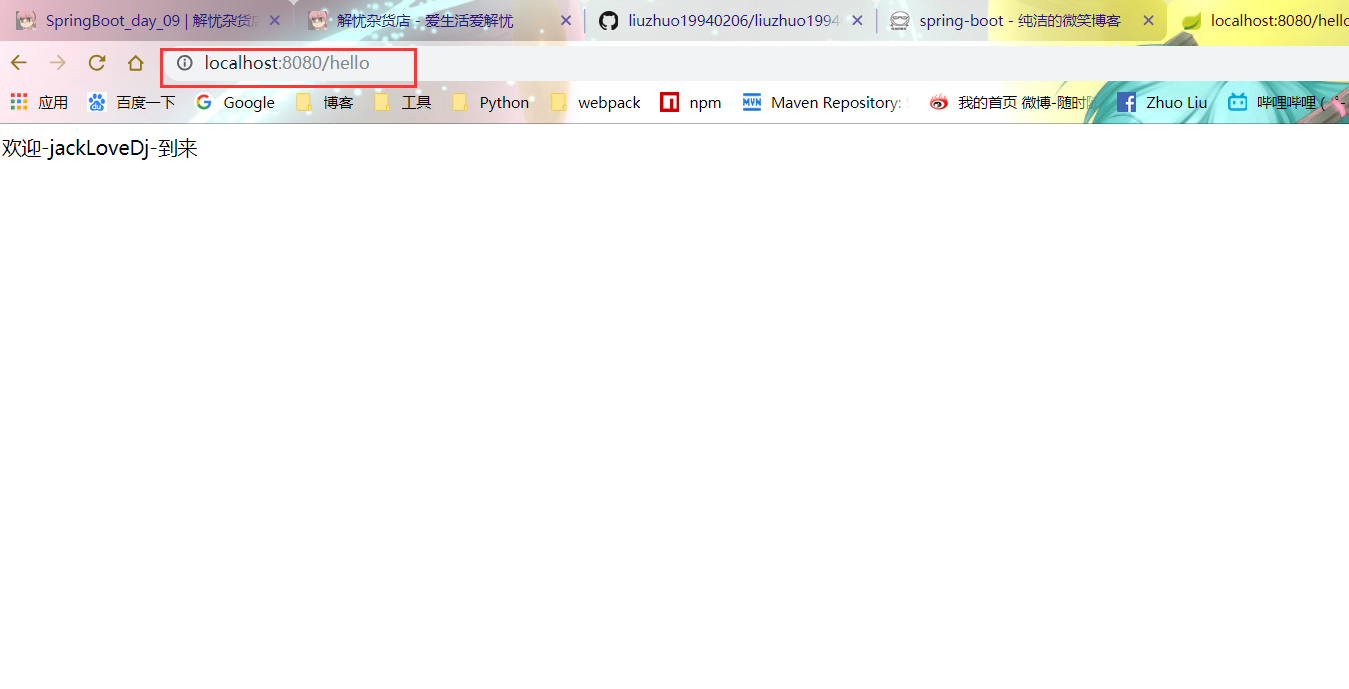 SpringBoot_day_09 | 解忧杂货店 解忧杂货店 - 爱生活爱解忧 liuzhuo19940206/liuzhuo1994 spring-boot - 纯洁的微笑博客 localhost:8080/hello
localhost:8080/hello
应用 百度一下 Google 博客 工具 Python webpack npm Maven Repository: 我的首页 微博-随时 Zhuo Liu 哔哩哔哩 (
欢迎-jackLoveDj-到来